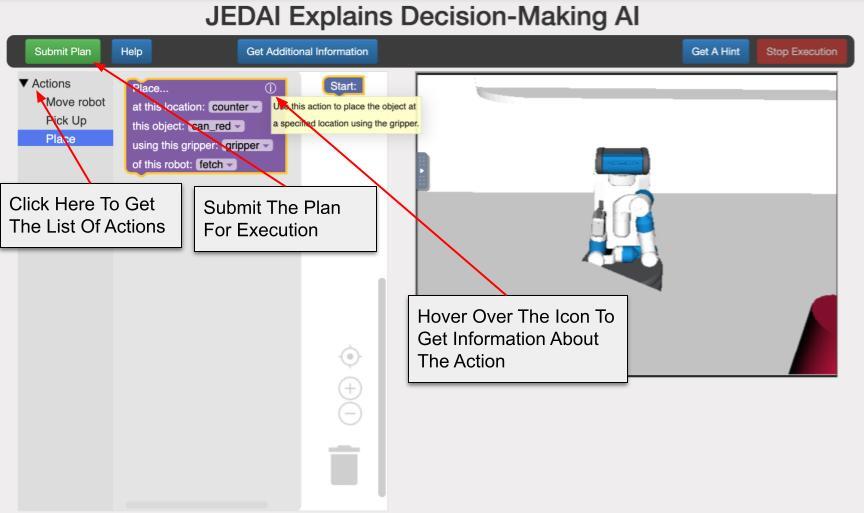 JEDAI Explains Decision-Making AI
Submit Plan
Help
Get Additional Information
Get A Hint
Stop Execution
Actions
Move robot
Pick Up
Place
Place...
at this location: counter
this object: can_red
using this gripper: gripper
of this robot: fetch
Start:
Use this action to place the object at
a specified location using the gripper.
Click Here To Get
The List Of Actions
Submit The Plan
For Execution
Hover Over The Icon To
Get Information About
The Action